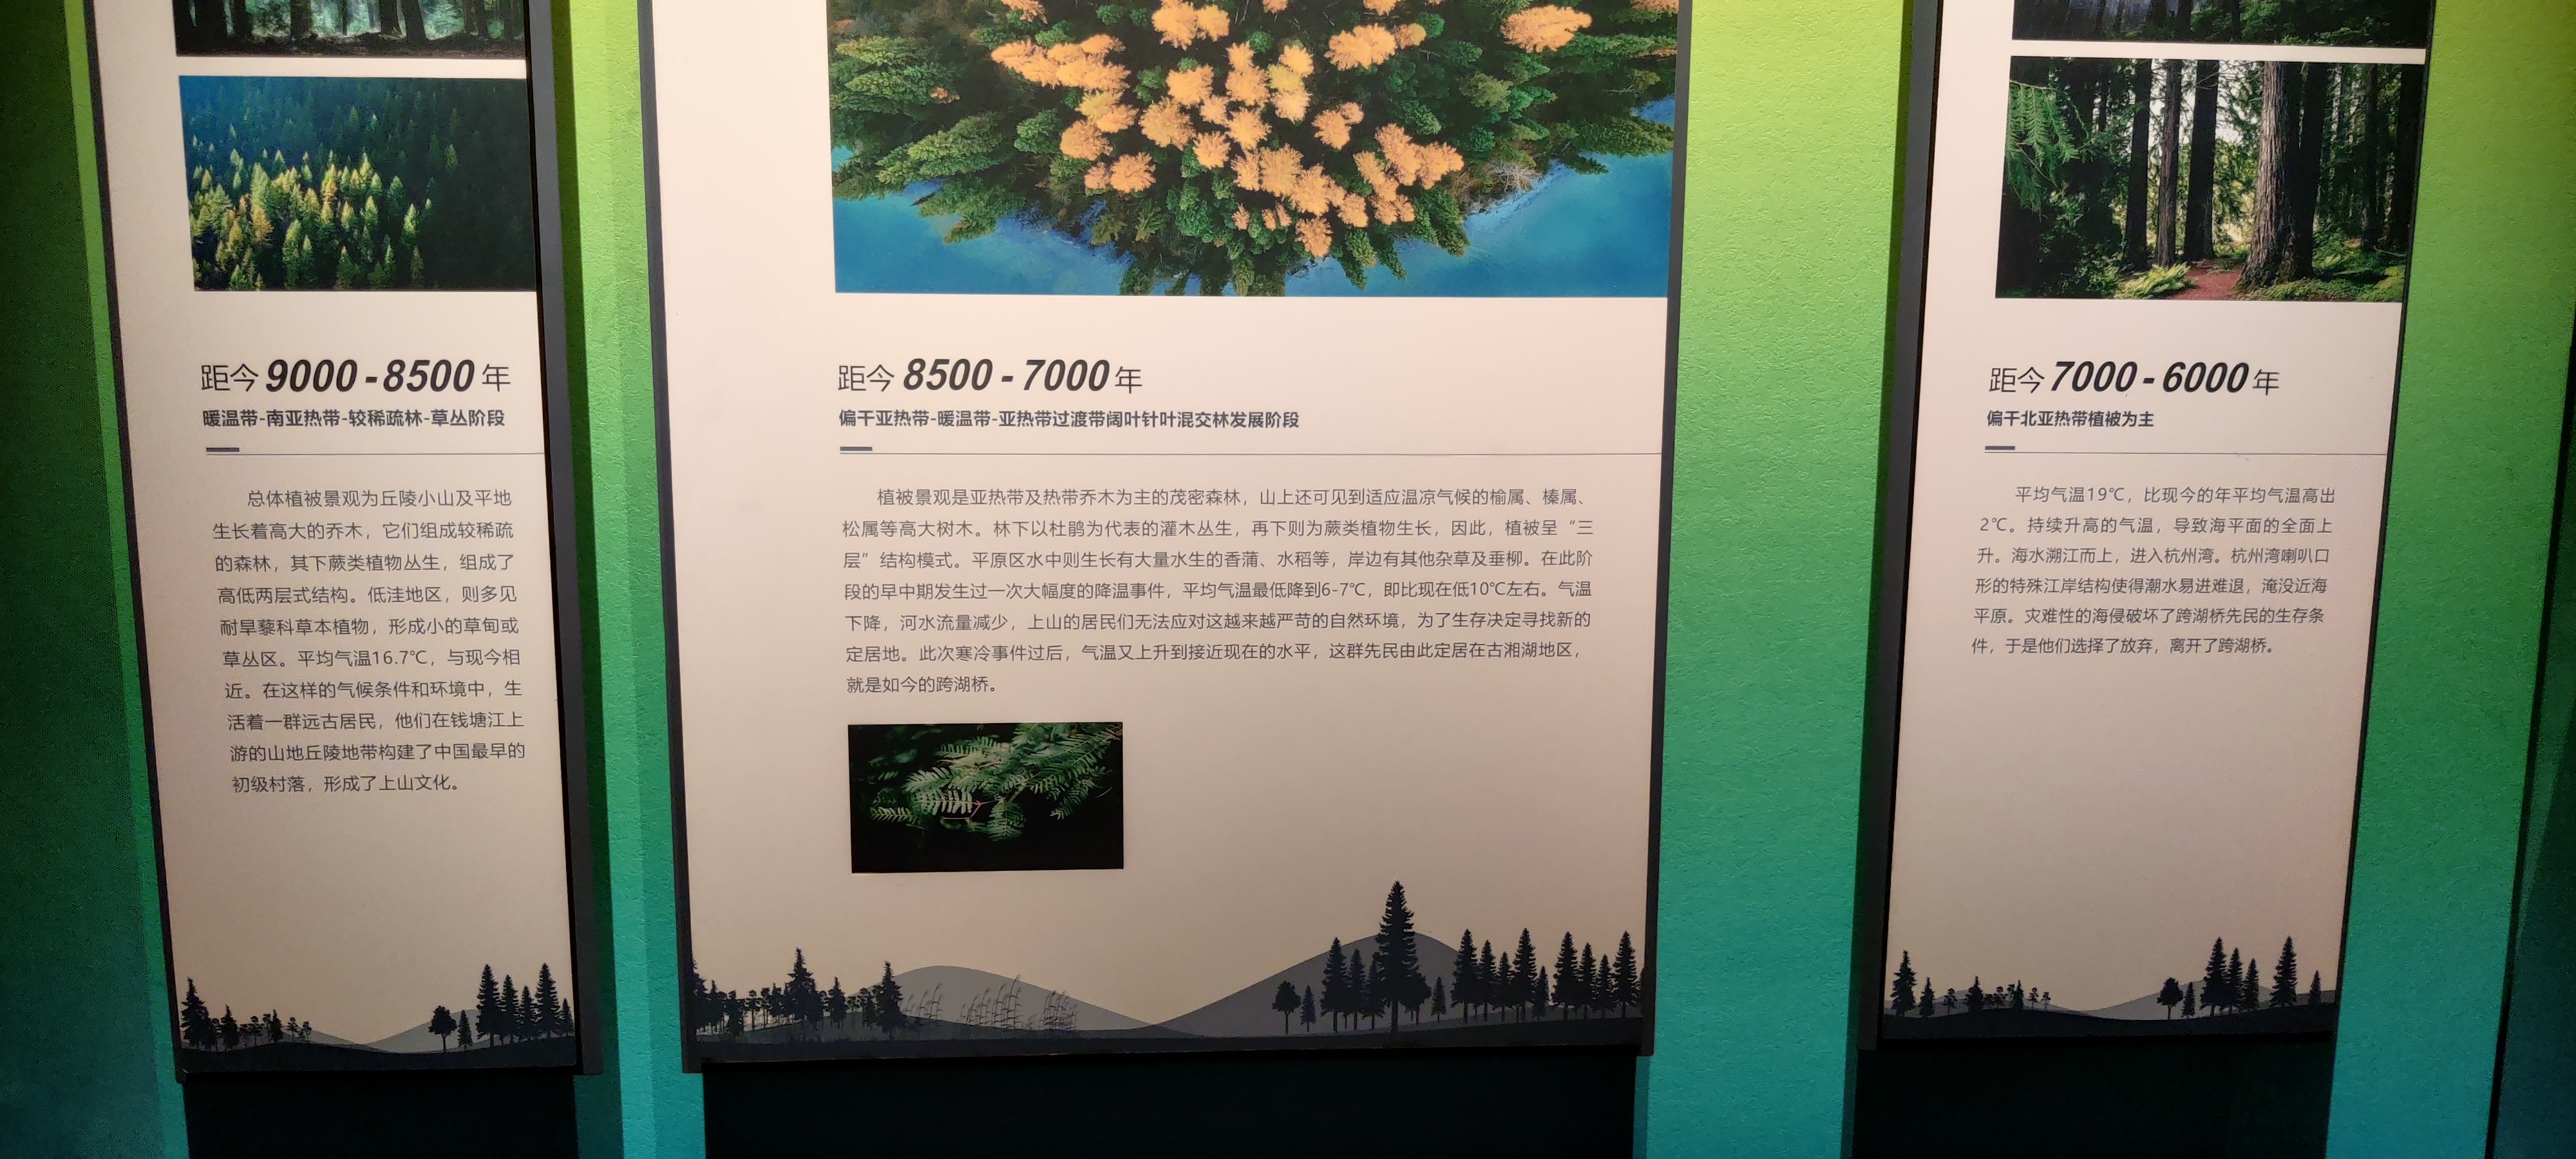 距今9000-8500年
暖温带-南亚热带-较稀疏林-草丛阶段
总体植被景观为丘陵小山及平地
生长着高大的乔木，它们组成较稀疏
的森林，其下蕨类植物丛生，组成了
高低两层式结构。低洼地区，则多见
耐旱藜科草本植物，形成小的草甸或
草丛区。平均气温16.7℃，与现今相
近。在这样的气候条件和环境中，生
活着一群远古居民，他们在钱塘江上
游的山地丘陵地带构建了中国最早的
初级村落，形成了上山文化。
距今8500-7000年
偏干亚热带-暖温带-亚热带过渡带阔叶针叶混交林发展阶段
植被景观是亚热带及热带乔木为主的茂密森林，山上还可见到适应温凉气候的榆属、榛属、
松属等高大树木。林下以杜鹃为代表的灌木丛生，再下则为蕨类植物生长，因此，植被呈“三
层”结构模式。平原区水中则生长有大量水生的香蒲、水稻等，岸边有其他杂草及垂柳。在此阶
段的早中期发生过一次大幅度的降温事件，平均气温最低降到6-7℃，即比现在低10℃左右。气温
下降，河水流量减少，上山的居民们无法应对这越来越严苛的自然环境，为了生存决定寻找新的
定居地。此次寒冷事件过后，气温又上升到接近现在的水平，这群先民由此定居在古湘湖地区，
就是如今的跨湖桥。
距今7000-6000年
偏干北亚热带植被为主
平均气温19℃，比现今的年平均气温高出
2℃。持续升高的气温，导致海平面的全面上
升。海水溯江而上，进入杭州湾。杭州湾喇叭口
形的特殊江岸结构使得潮水易进难退，淹没近海
平原。灾难性的海侵破坏了跨湖桥先民的生存条
件，于是他们选择了放弃，离开了跨湖桥。